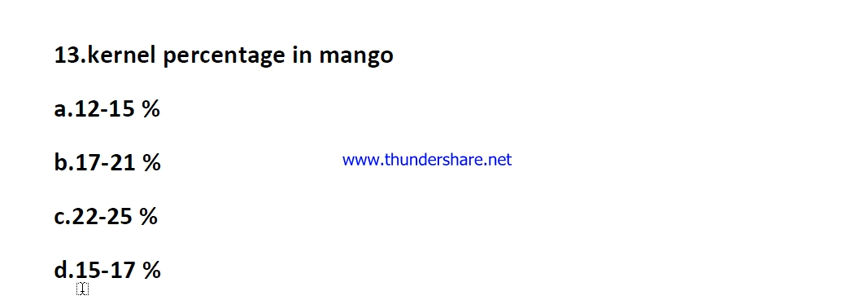 13.kernel percentage in mango
a.12-15 %
b.17-21 %
www.thundershare.net
c.22-25 %
d.15-17 %